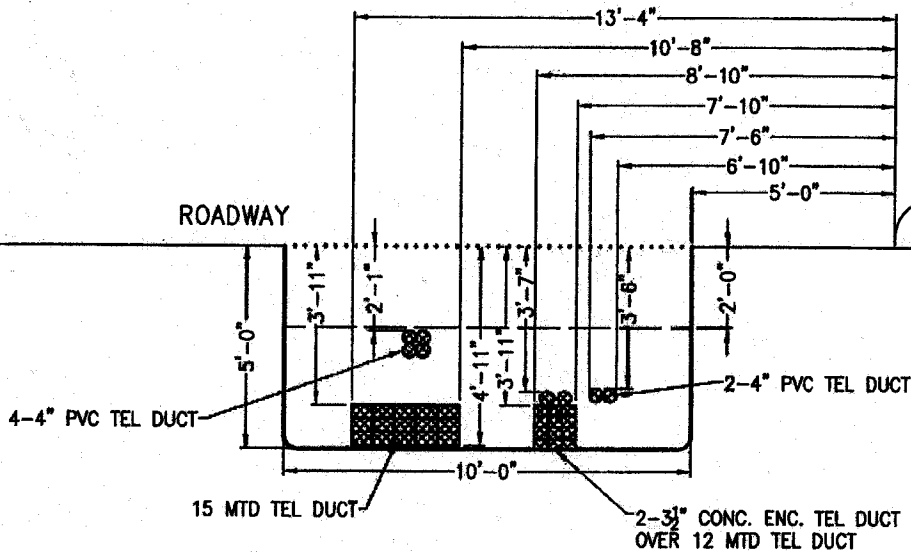 13'-4"
10'-8"
8'-10"
7'-10"
7'-6"
6'-10"
5'-0"
ROADWAY
5'-0"
3'-11"
2'-1"
4'-11"
3'-11"
3'-7"
3'-6"
2'-0"
4-4" PVC TEL DUCT
2-4" PVC TEL DUCT
10'-0"
15 MTD TEL DUCT
2-3½" CONC. ENC. TEL DUCT
OVER 12 MTD TEL DUCT